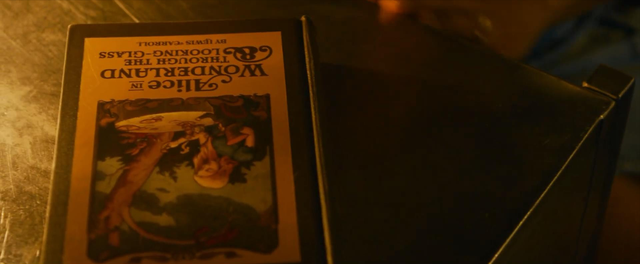 Alice
IN
WONDERLAND
&
THROUGH THE
LOOKING-GLASS
BY LEWIS CARROLL